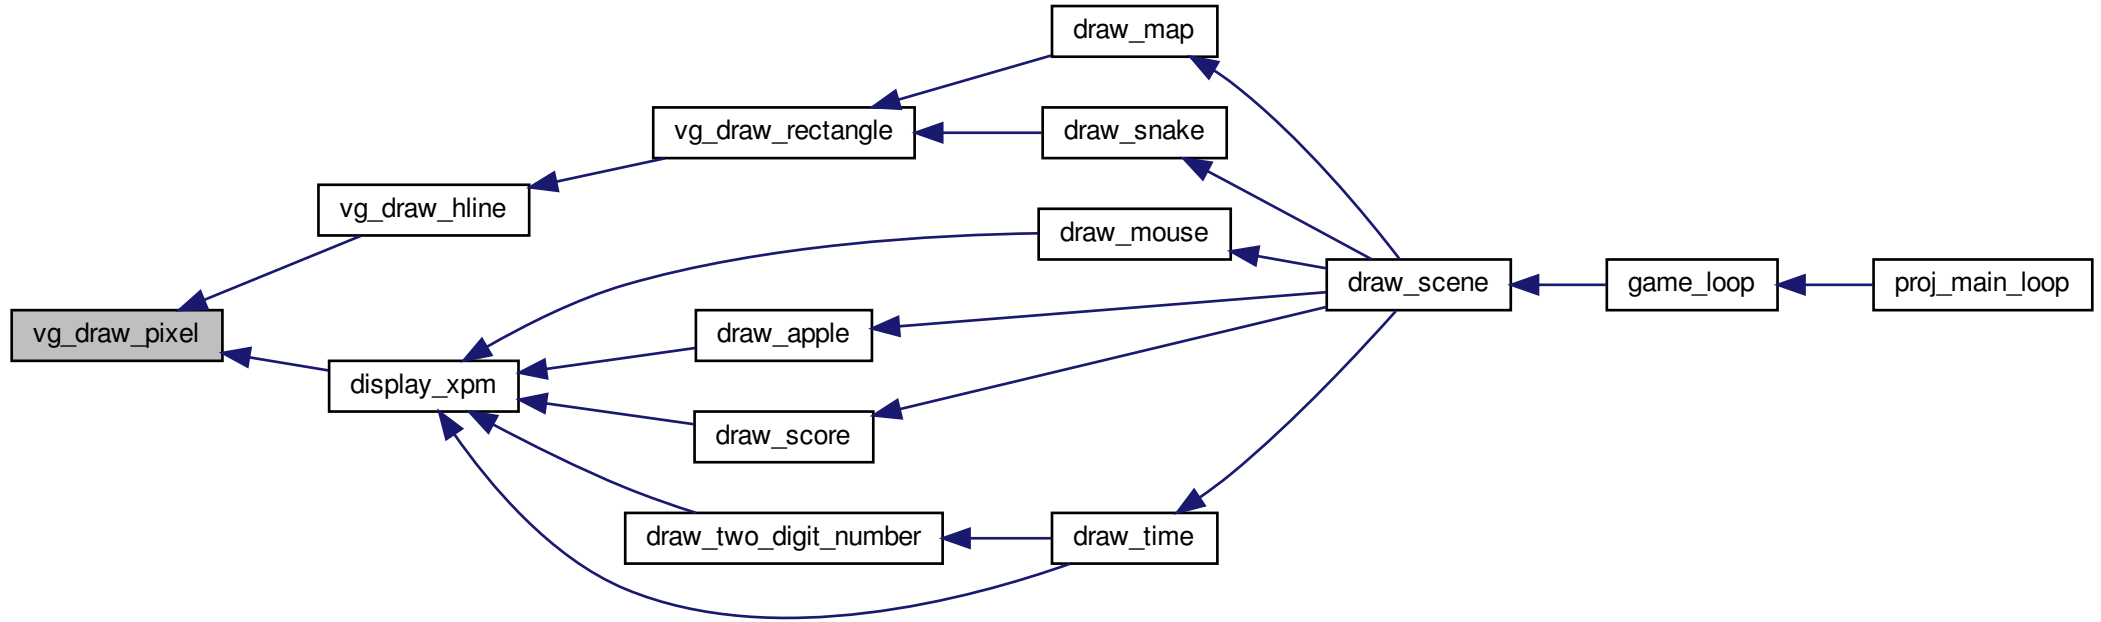 draw_map
vg_draw_rectangle
draw_snake
vg_draw_hline
draw_mouse
draw_scene
game_loop
proj_main_loop
vg_draw_pixel
draw_apple
display_xpm
draw_score
draw_two_digit_number
draw_time